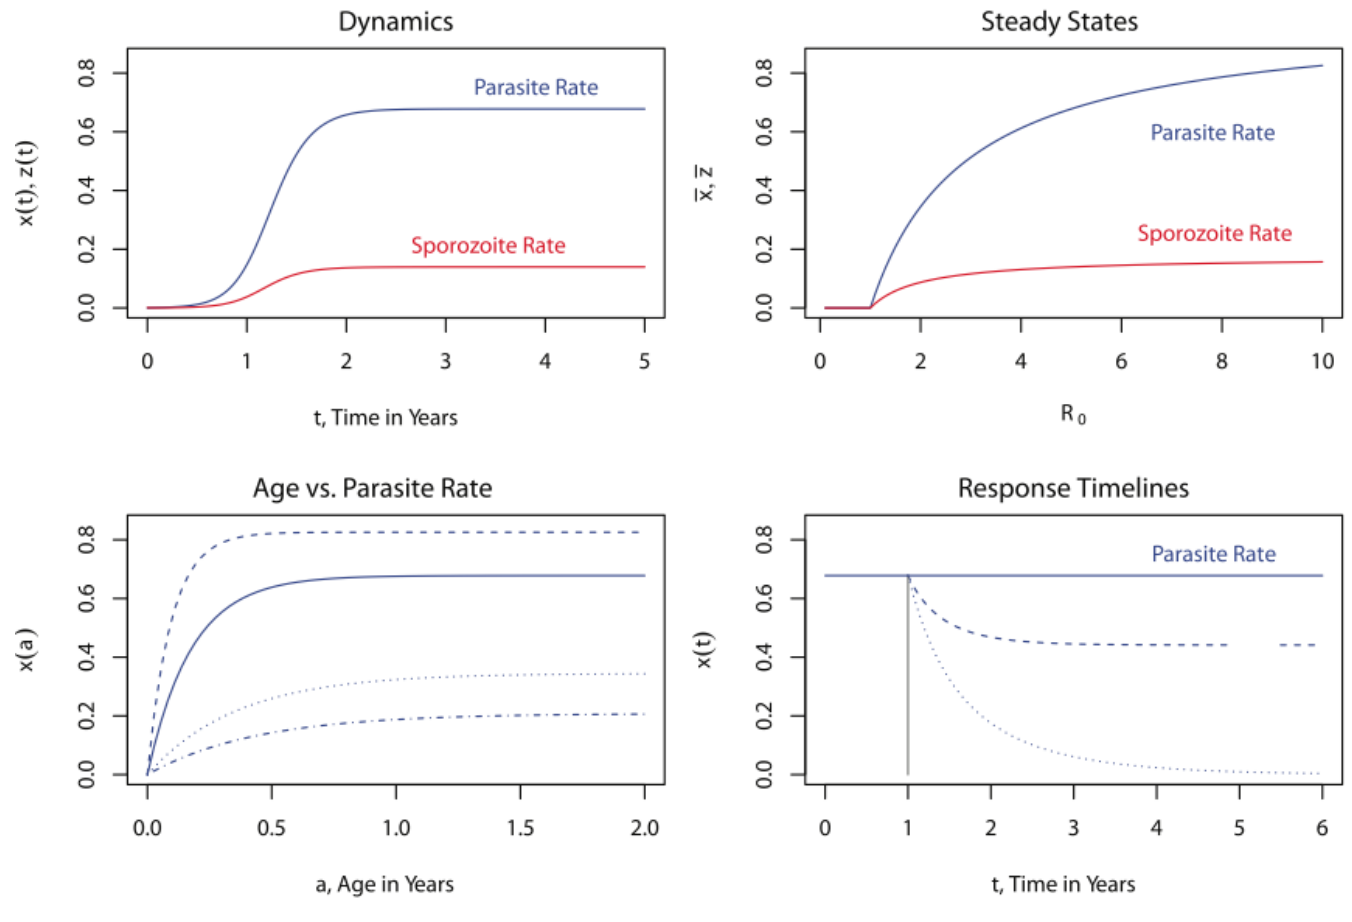 Dynamics
x(t), z(t)
0.8
0.6
0.4
0.2
0.0
Parasite Rate
Sporozoite Rate
0 1 2 3 4 5
t, Time in Years
Steady States
x̅, z̅
0.8
0.6
0.4
0.2
0.0
Parasite Rate
Sporozoite Rate
0 2 4 6 8 10
R₀
Age vs. Parasite Rate
x(a)
0.8
0.6
0.4
0.2
0.0
0.0 0.5 1.0 1.5 2.0
a, Age in Years
Response Timelines
x(t)
0.8
0.6
0.4
0.2
0.0
Parasite Rate
0 1 2 3 4 5 6
t, Time in Years